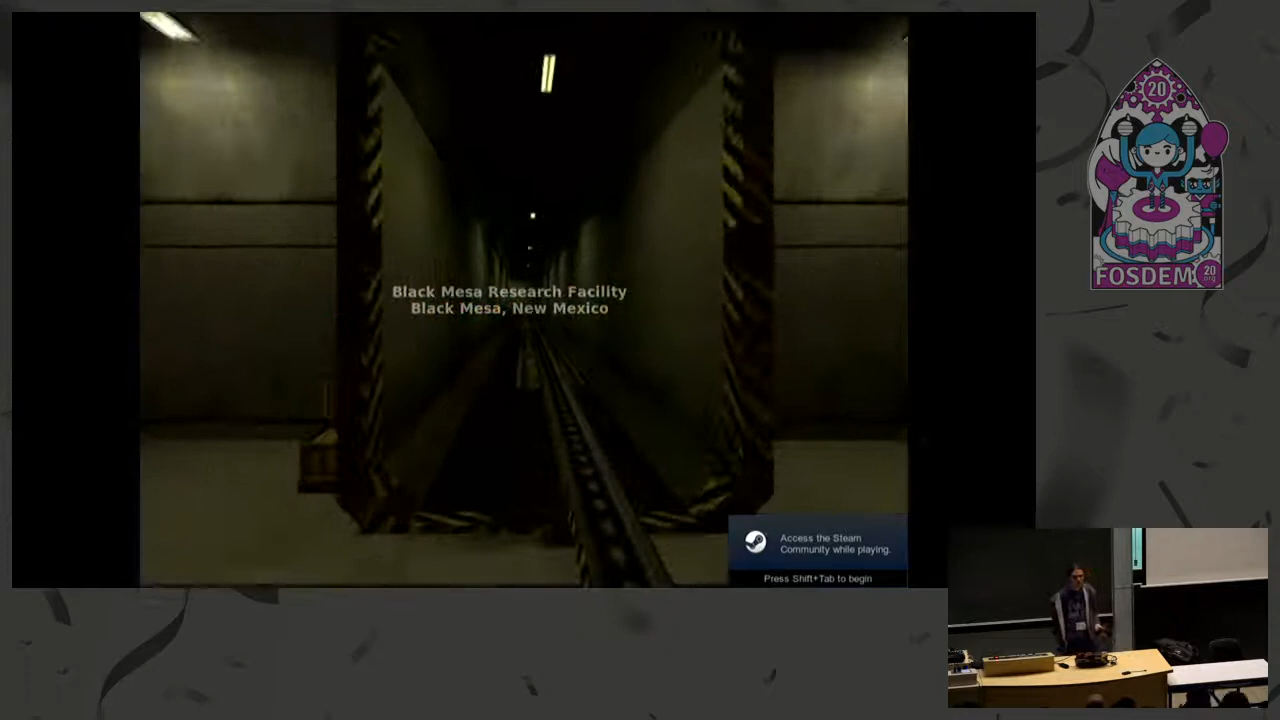 Black Mesa Research Facility
Black Mesa, New Mexico
Access the Steam
Community while playing.
Press Shift+Tab to begin
20
FOSDEM
20
.org